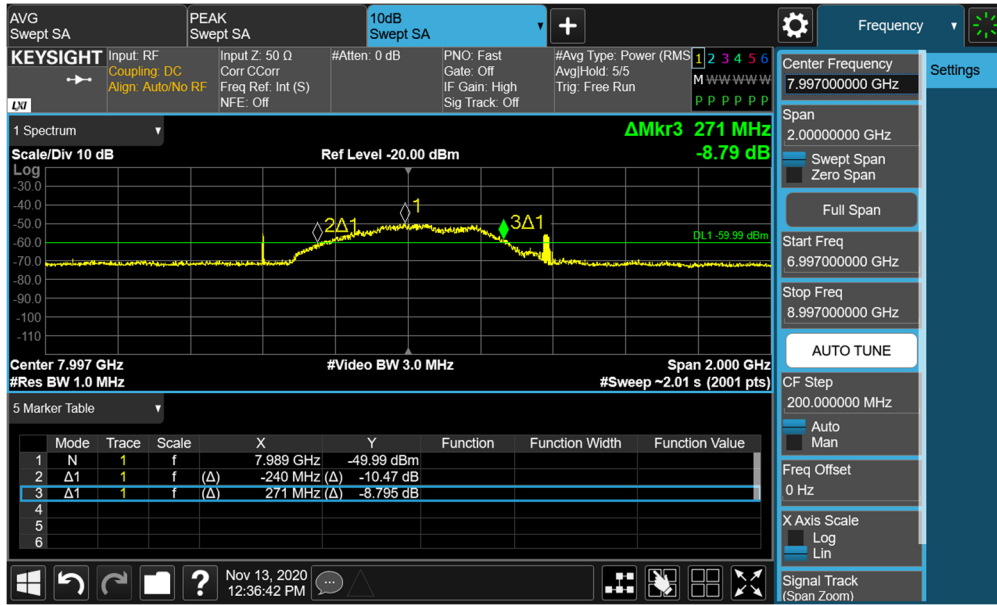 AVG
Swept SA
PEAK
Swept SA
10dB
Swept SA
Frequency
KEYSIGHT
LXI
Input: RF
Coupling: DC
Align: Auto/No RF
Input Z: 50 Ω
Corr CCorr
Freq Ref: Int (S)
NFE: Off
#Atten: 0 dB
PNO: Fast
Gate: Off
IF Gain: High
Sig Track: Off
#Avg Type: Power (RMS
Avg|Hold: 5/5
Trig: Free Run
1 2 3 4 5 6
M W W W W W
P P P P P P
1 Spectrum
Scale/Div 10 dB
Ref Level -20.00 dBm
ΔMkr3 271 MHz
-8.79 dB
Log
-30.0
-40.0
-50.0
-60.0
-70.0
-80.0
-90.0
-100
-110
2Δ1
1
3Δ1
DL1 -59.99 dBm
Center 7.997 GHz
#Video BW 3.0 MHz
Span 2.000 GHz
#Res BW 1.0 MHz
#Sweep ~2.01 s (2001 pts)
5 Marker Table
Mode Trace Scale X Y Function Function Width Function Value
1 N 1 f 7.989 GHz -49.99 dBm
2 Δ1 1 f (Δ) -240 MHz (Δ) -10.47 dB
3 Δ1 1 f (Δ) 271 MHz (Δ) -8.795 dB
4
5
6
Nov 13, 2020
12:36:42 PM
Center Frequency
7.997000000 GHz
Span
2.00000000 GHz
Swept Span
Zero Span
Full Span
Start Freq
6.997000000 GHz
Stop Freq
8.997000000 GHz
AUTO TUNE
CF Step
200.000000 MHz
Auto
Man
Freq Offset
0 Hz
X Axis Scale
Log
Lin
Signal Track
(Span Zoom)
Settings